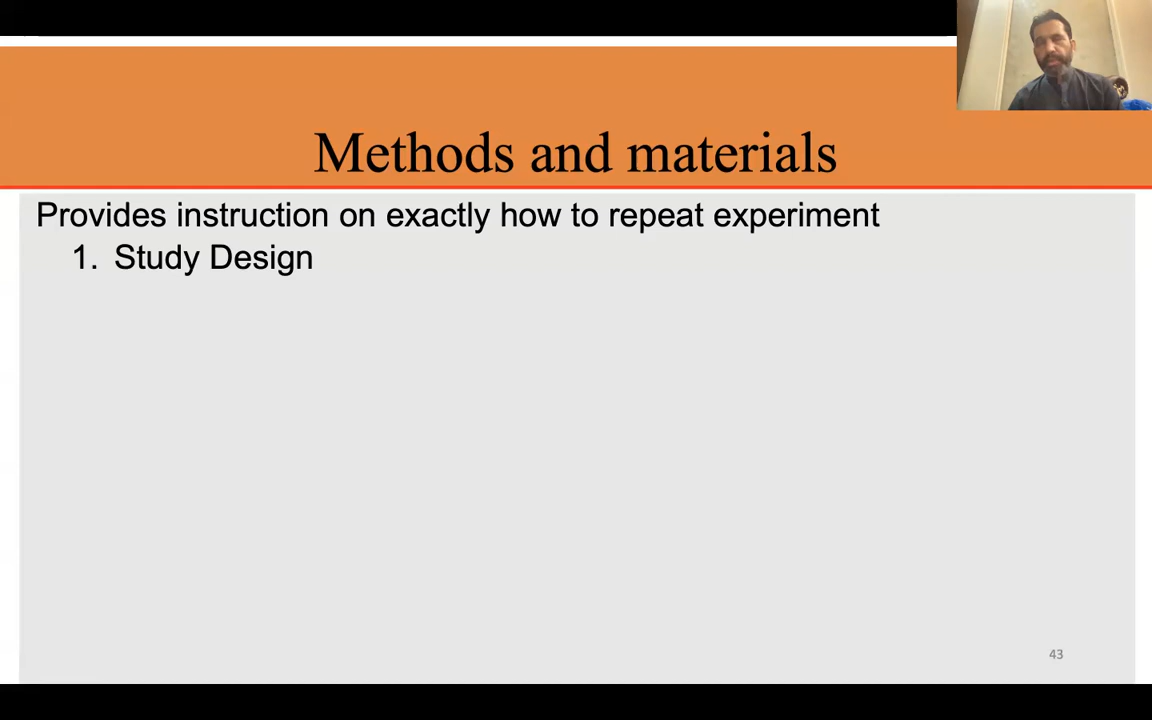 Methods and materials
Provides instruction on exactly how to repeat experiment
1. Study Design
43